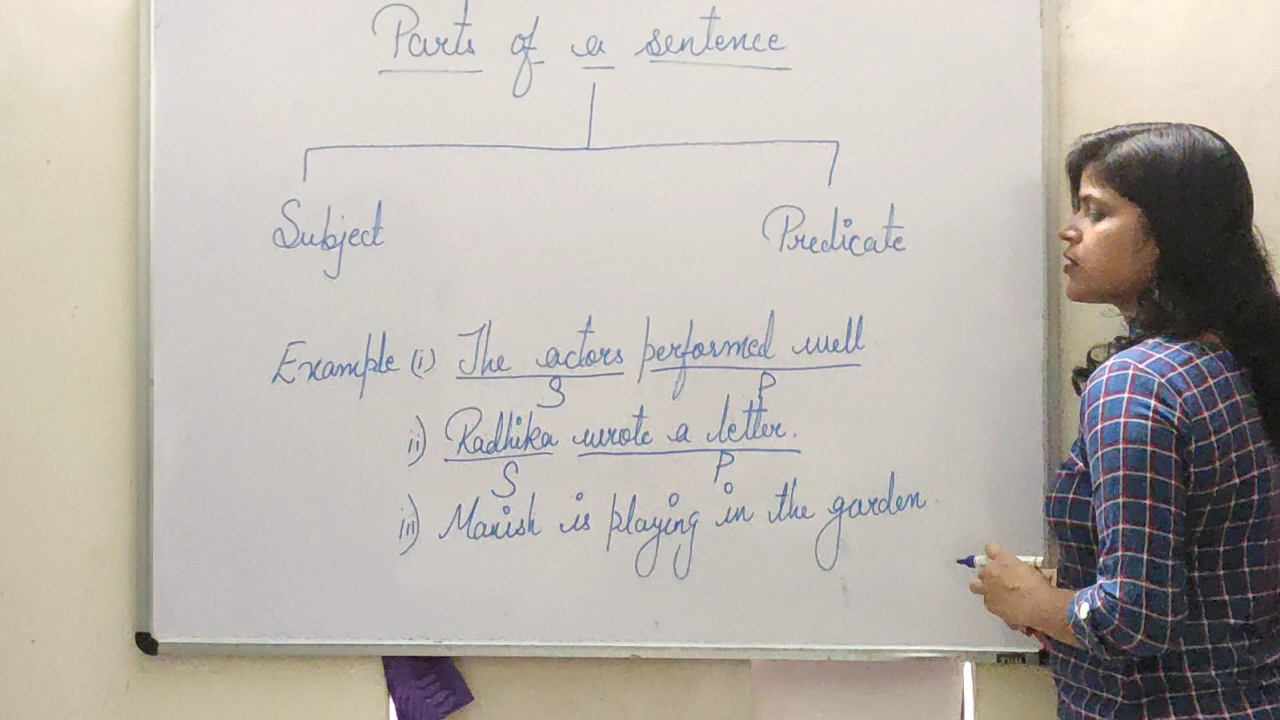 Parts of a sentence
Subject Predicate
Example (i) The actors performed well
S P
ii) Radhika wrote a letter.
S P
iii) Manish is playing in the garden.